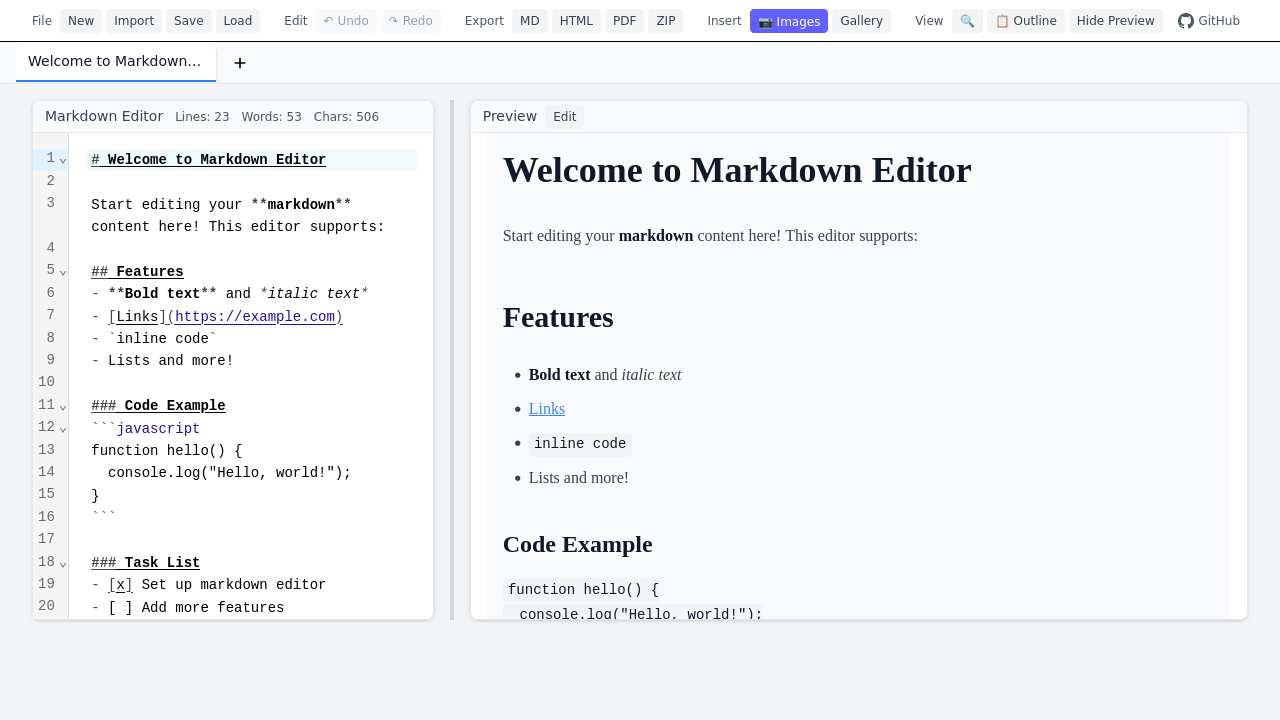 File New Import Save Load Edit ↶ Undo ↷ Redo Export MD HTML PDF ZIP Insert 📷 Images Gallery View 🔍 📋 Outline Hide Preview GitHub
Welcome to Markdown... +
Markdown Editor Lines: 23 Words: 53 Chars: 506
1 # Welcome to Markdown Editor
2
3 Start editing your **markdown**
content here! This editor supports:
4
5 ## Features
6 - **Bold text** and *italic text*
7 - [Links](https://example.com)
8 - `inline code`
9 - Lists and more!
10
11 ### Code Example
12 ```javascript
13 function hello() {
14 console.log("Hello, world!");
15 }
16 ```
17
18 ### Task List
19 - [x] Set up markdown editor
20 - [ ] Add more features
Preview Edit
Welcome to Markdown Editor
Start editing your markdown content here! This editor supports:
Features
• Bold text and italic text
• Links
• inline code
• Lists and more!
Code Example
function hello() {
console.log("Hello, world!");